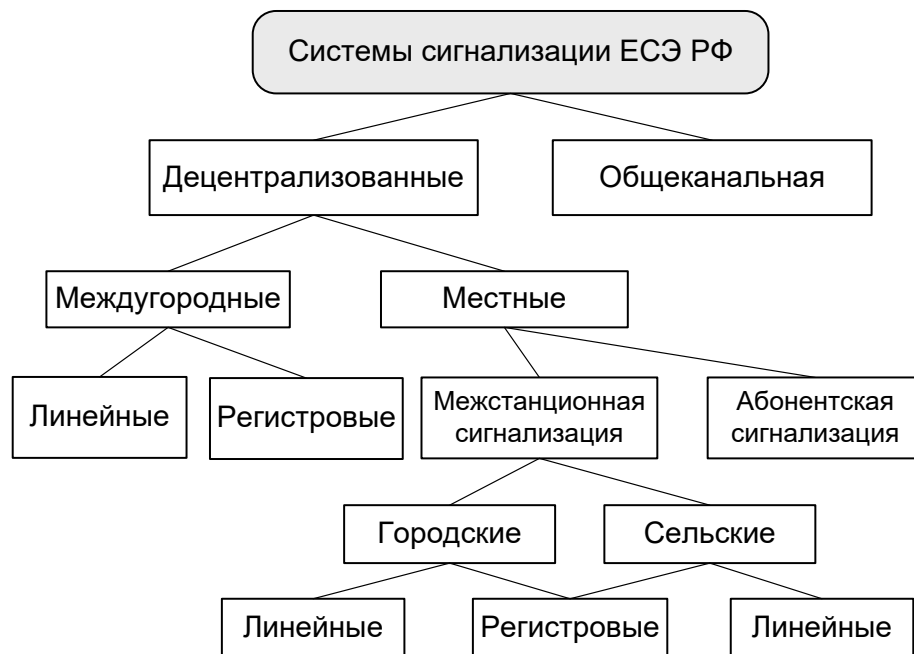 Системы сигнализации ЕСЭ РФ
Децентрализованные
Общеканальная
Междугородные
Местные
Линейные
Регистровые
Межстанционная
сигнализация
Абонентская
сигнализация
Городские
Сельские
Линейные
Регистровые
Линейные